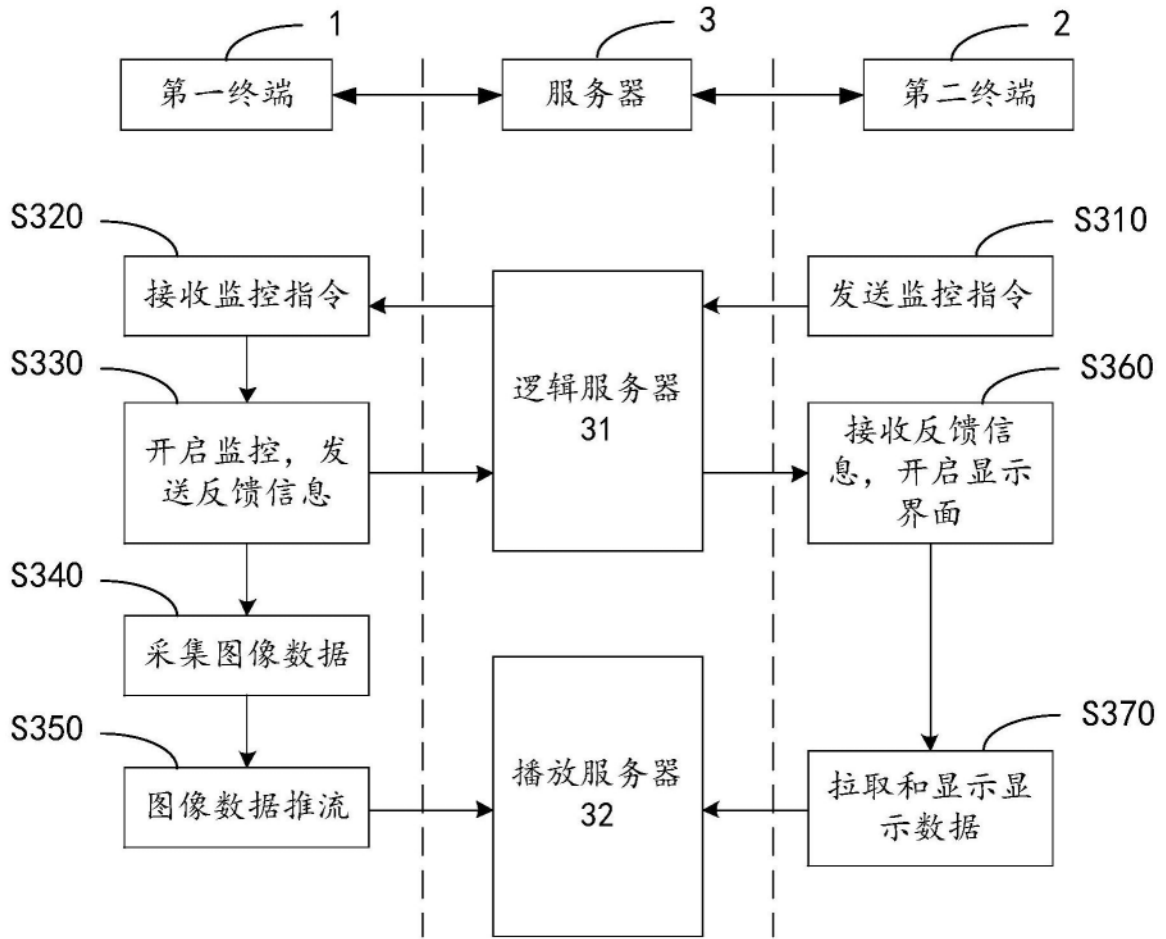 1
3
2
第一终端
服务器
第二终端
S320
S310
接收监控指令
发送监控指令
S330
S360
逻辑服务器
31
开启监控，发
送反馈信息
接收反馈信
息，开启显示
界面
S340
采集图像数据
S350
S370
播放服务器
32
图像数据推流
拉取和显示显
示数据